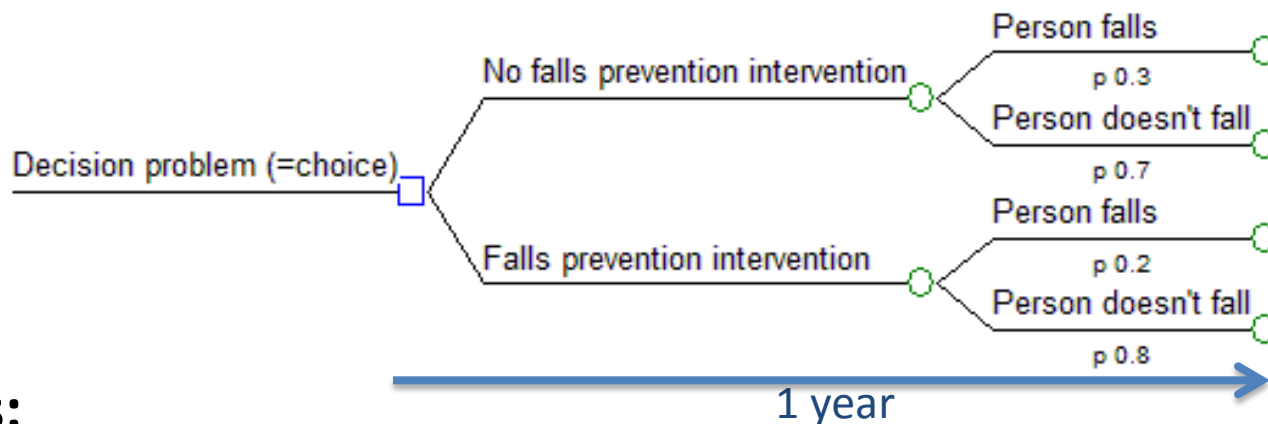 Person falls
No falls prevention intervention
p 0.3
Person doesn't fall
Decision problem (=choice)
p 0.7
Person falls
Falls prevention intervention
p 0.2
Person doesn't fall
p 0.8
1 year